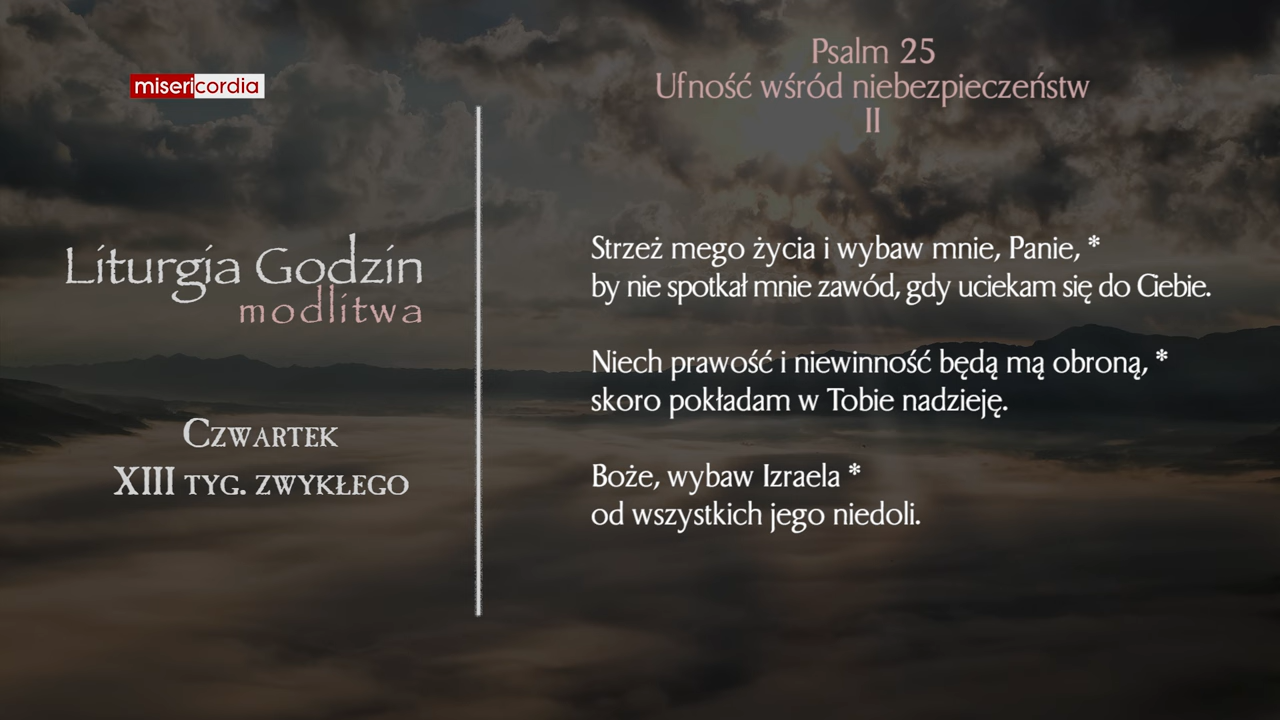 misericordia
Liturgia Godzin
modlitwa
Czwartek
XIII tyg. zwykłego
Psalm 25
Ufność wśród niebezpieczeństw
II
Strzeż mego życia i wybaw mnie, Panie, *
by nie spotkał mnie zawód, gdy uciekam się do Ciebie.
Niech prawość i niewinność będą mą obroną, *
skoro pokładam w Tobie nadzieję.
Boże, wybaw Izraela *
od wszystkich jego niedoli.